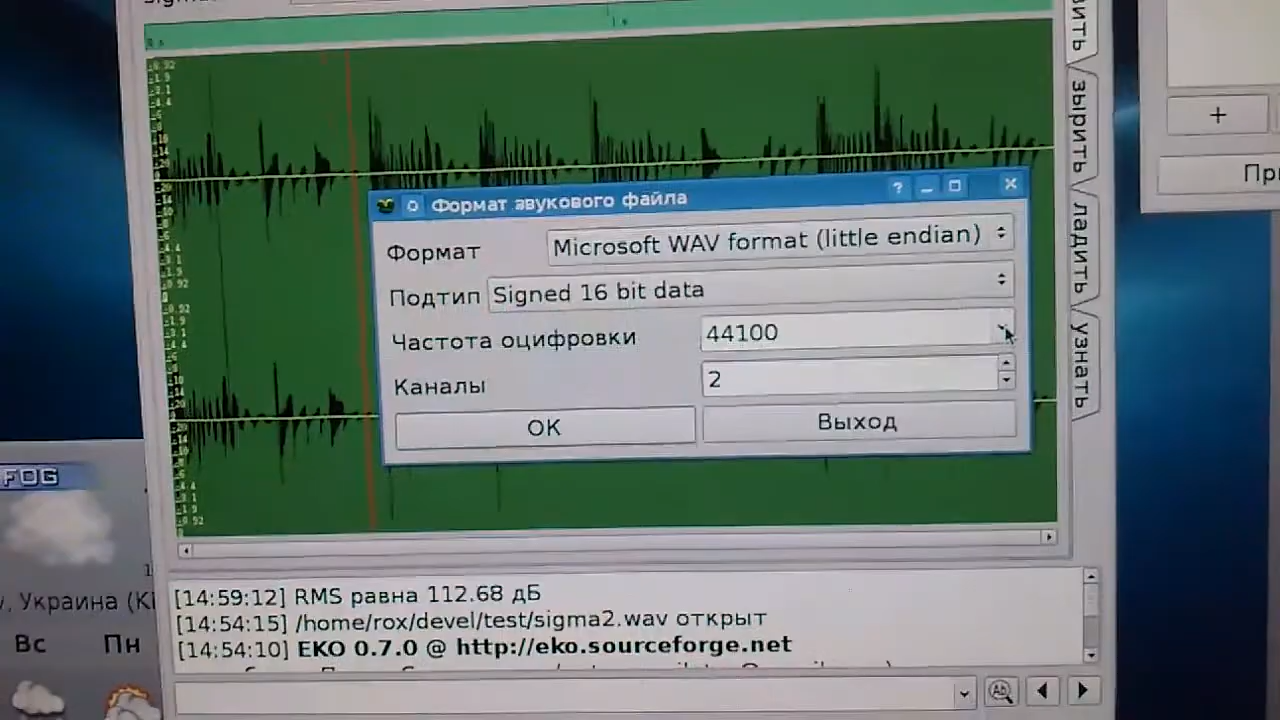 Формат звукового файла
Формат
Microsoft WAV format (little endian)
Подтип
Signed 16 bit data
Частота оцифровки
44100
Каналы
2
OK
Выход
зырить
ладить
узнать
+
FOG
Украина
Вс
Пн
[14:59:12] RMS равна 112.68 дБ
[14:54:15] /home/rox/devel/test/sigma2.wav открыт
[14:54:10] EKO 0.7.0 @ http://eko.sourceforge.net